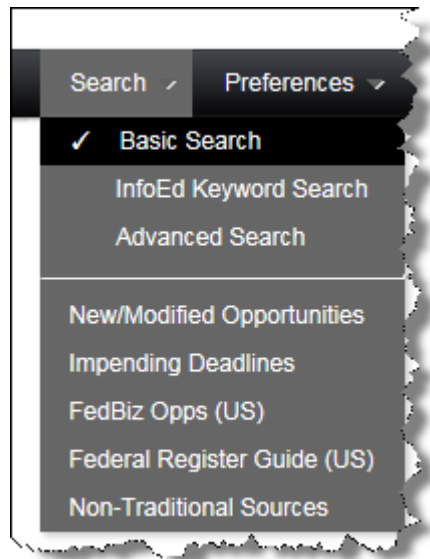 Search Preferences
✓ Basic Search
InfoEd Keyword Search
Advanced Search
New/Modified Opportunities
Impending Deadlines
FedBiz Opps (US)
Federal Register Guide (US)
Non-Traditional Sources